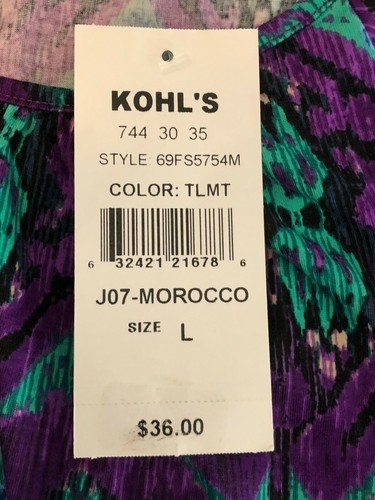 KOHL'S
744 30 35
STYLE: 69FS5754M
COLOR: TLMT
6 32421 21678 6
J07-MOROCCO
SIZE L
$36.00